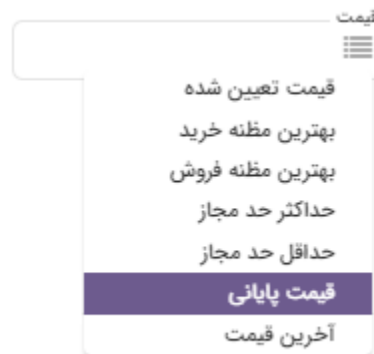 قیمت
قیمت تعیین شده
بهترین مظنه خرید
بهترین مظنه فروش
حداکثر حد مجاز
حداقل حد مجاز
قیمت پایانی
آخرین قیمت